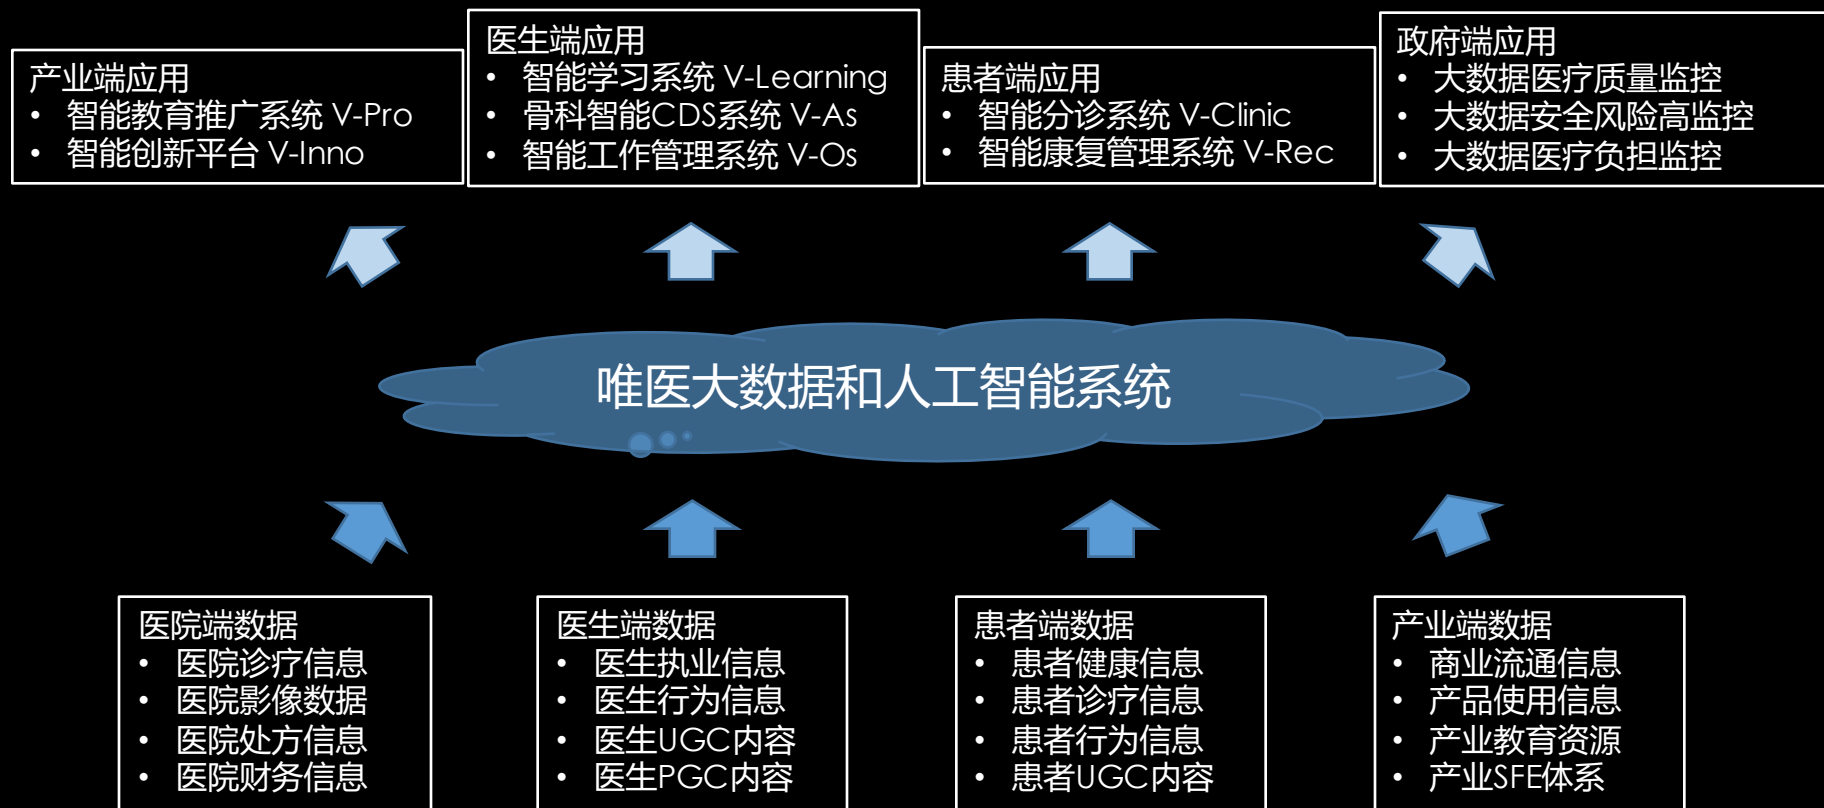 产业端应用
• 智能教育推广系统 V-Pro
• 智能创新平台 V-Inno
医生端应用
• 智能学习系统 V-Learning
• 骨科智能CDS系统 V-As
• 智能工作管理系统 V-Os
患者端应用
• 智能分诊系统 V-Clinic
• 智能康复管理系统 V-Rec
政府端应用
• 大数据医疗质量监控
• 大数据安全风险高监控
• 大数据医疗负担监控
唯医大数据和人工智能系统
医院端数据
• 医院诊疗信息
• 医院影像数据
• 医院处方信息
• 医院财务信息
医生端数据
• 医生执业信息
• 医生行为信息
• 医生UGC内容
• 医生PGC内容
患者端数据
• 患者健康信息
• 患者诊疗信息
• 患者行为信息
• 患者UGC内容
产业端数据
• 商业流通信息
• 产品使用信息
• 产业教育资源
• 产业SFE体系